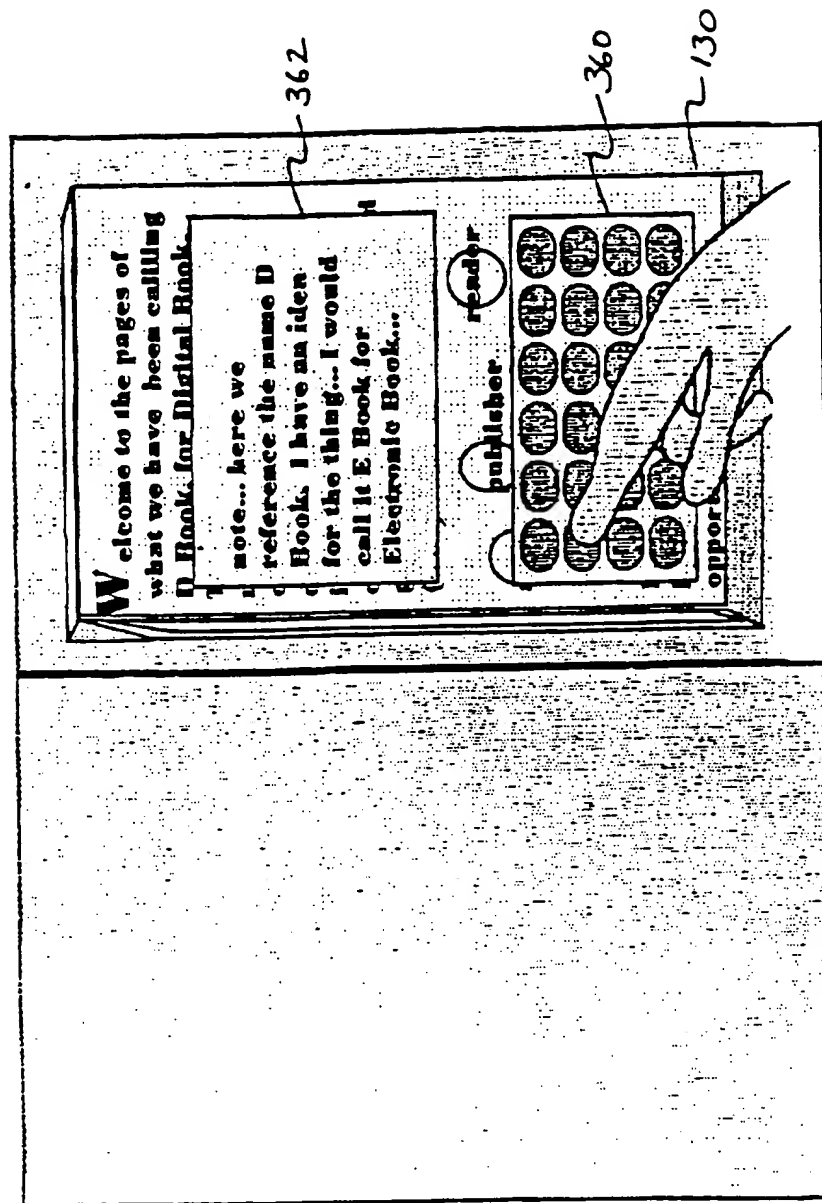 Welcome to the pages of
what we have been calling
D Book, for Digital Book.
note... here we
reference the name D
Book. I have an idea
for the thing... I would
call it E Book for
Electronic Book...
publisher reader
oppor
362
360
130